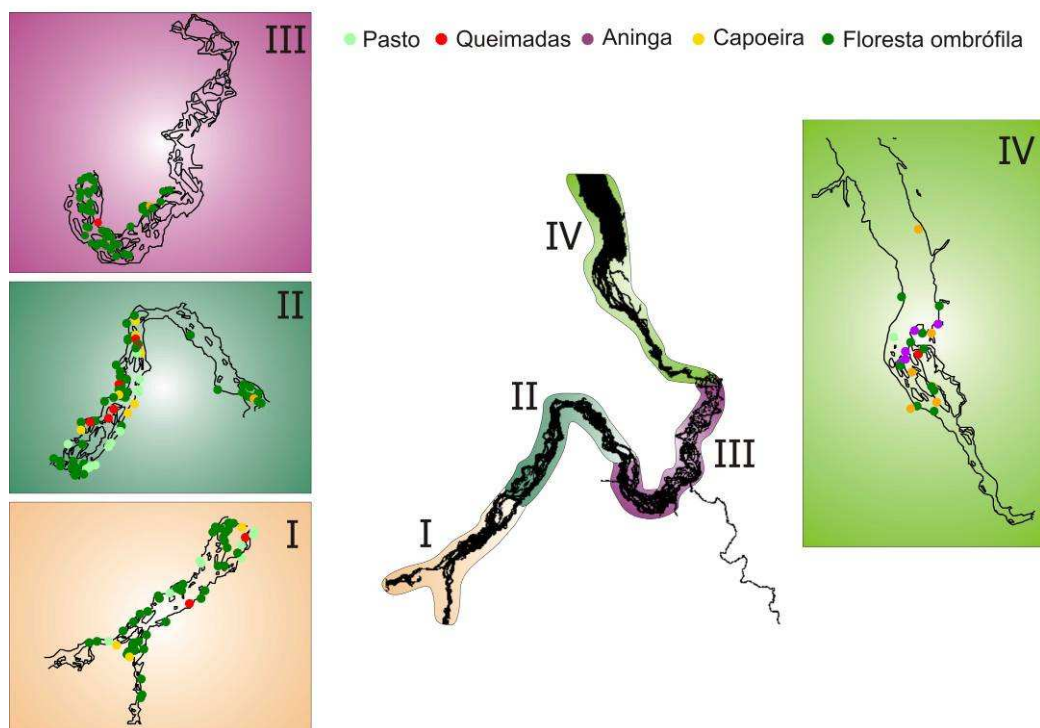 III
Pasto Queimadas Aninga Capoeira Floresta ombrófila
IV
IV
II
II
III
I
I